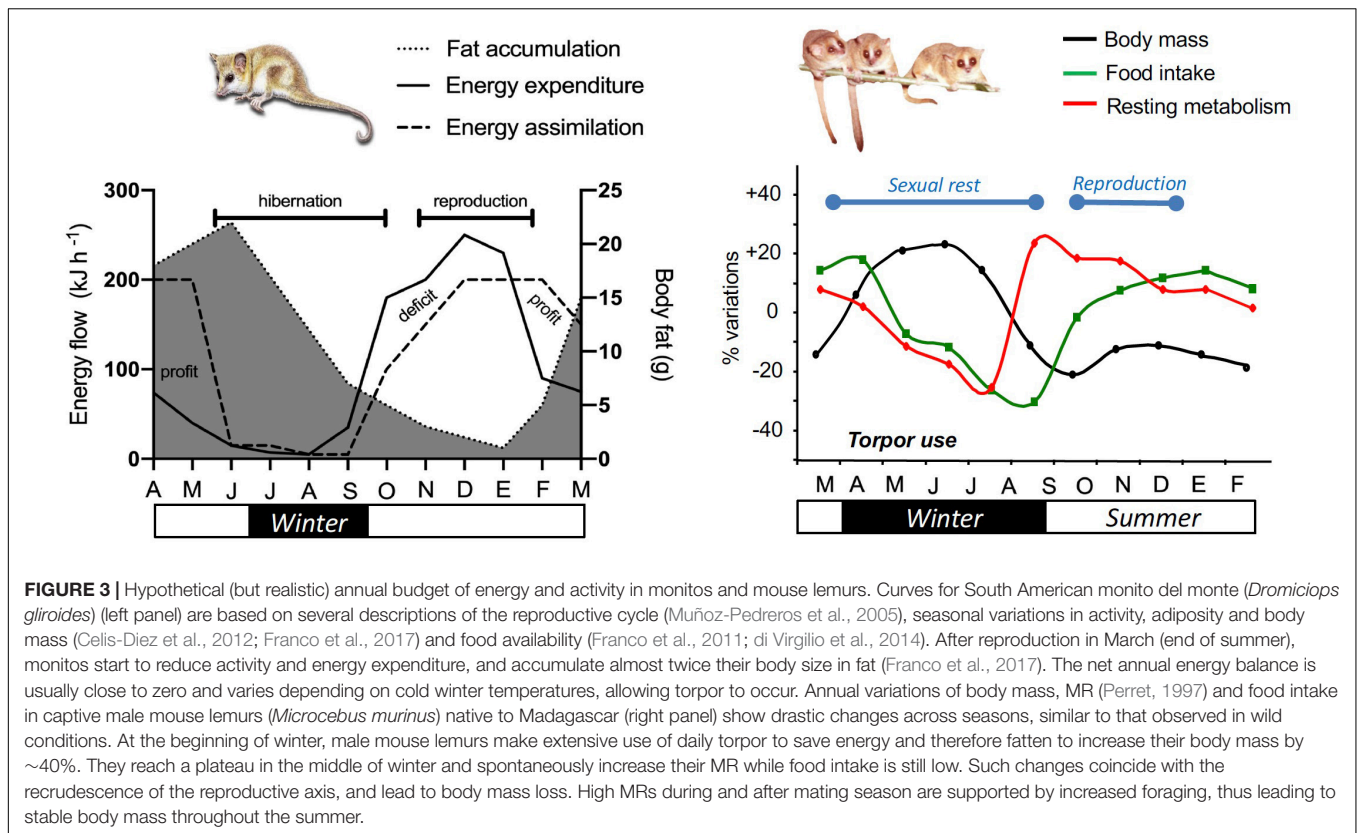 Fat accumulation
Energy expenditure
Energy assimilation
300
200
100
0
Energy flow (kJ h⁻¹)
25
20
15
10
5
0
Body fat (g)
hibernation
reproduction
profit
deficit
profit
A M J J A S O N D E F M
Winter
Body mass
Food intake
Resting metabolism
+40
+20
0
-20
-40
% variations
Sexual rest
Reproduction
Torpor use
M A M J J A S O N D E F
Winter
Summer
FIGURE 3 | Hypothetical (but realistic) annual budget of energy and activity in monitos and mouse lemurs. Curves for South American monito del monte (Dromiciops
gliroides) (left panel) are based on several descriptions of the reproductive cycle (Muñoz-Pedreros et al., 2005), seasonal variations in activity, adiposity and body
mass (Celis-Diez et al., 2012; Franco et al., 2017) and food availability (Franco et al., 2011; di Virgilio et al., 2014). After reproduction in March (end of summer),
monitos start to reduce activity and energy expenditure, and accumulate almost twice their body size in fat (Franco et al., 2017). The net annual energy balance is
usually close to zero and varies depending on cold winter temperatures, allowing torpor to occur. Annual variations of body mass, MR (Perret, 1997) and food intake
in captive male mouse lemurs (Microcebus murinus) native to Madagascar (right panel) show drastic changes across seasons, similar to that observed in wild
conditions. At the beginning of winter, male mouse lemurs make extensive use of daily torpor to save energy and therefore fatten to increase their body mass by
~40%. They reach a plateau in the middle of winter and spontaneously increase their MR while food intake is still low. Such changes coincide with the
recrudescence of the reproductive axis, and lead to body mass loss. High MRs during and after mating season are supported by increased foraging, thus leading to
stable body mass throughout the summer.